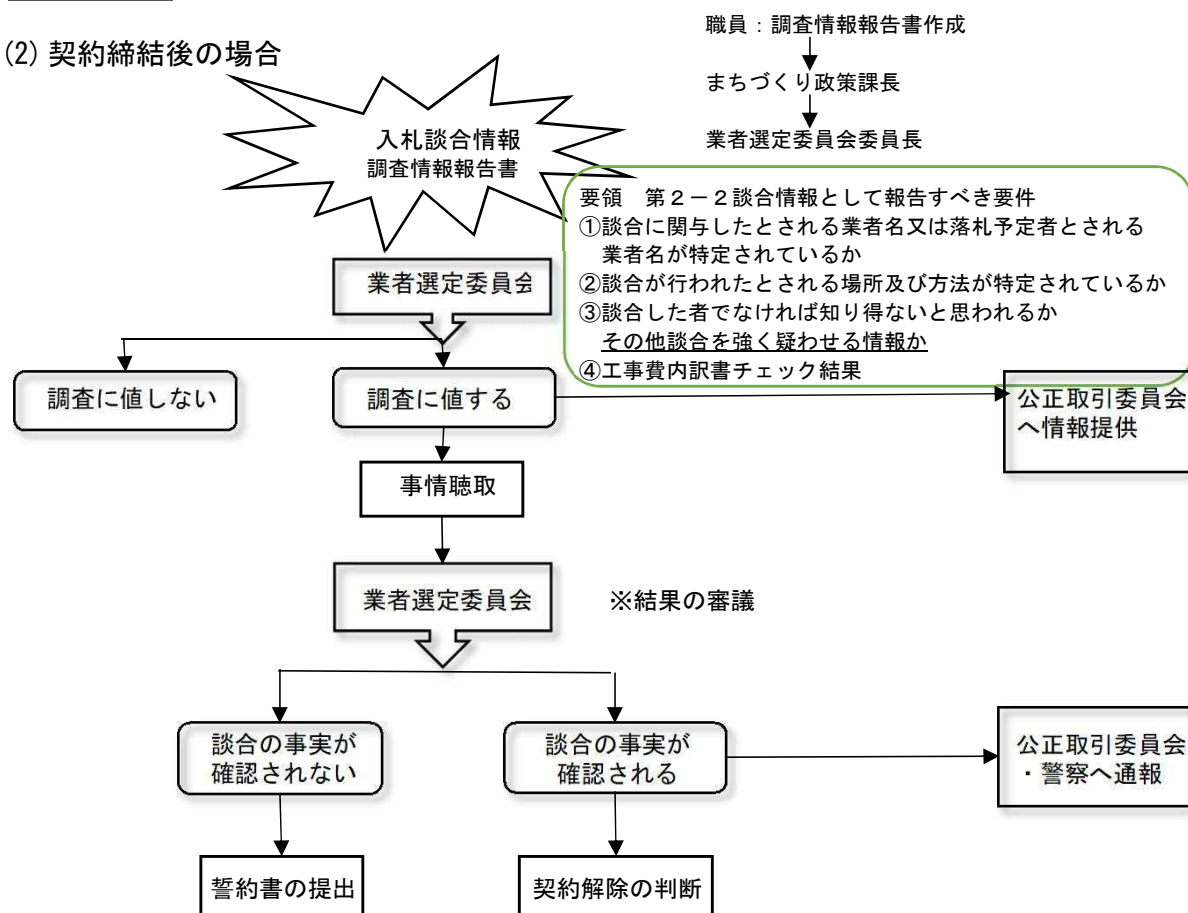 職員：調査情報報告書作成
(2) 契約締結後の場合
まちづくり政策課長
入札談合情報
調査情報報告書
業者選定委員会委員長
要領　第２－２談合情報として報告すべき要件
①談合に関与したとされる業者名又は落札予定者とされる
業者名が特定されているか
②談合が行われたとされる場所及び方法が特定されているか
③談合した者でなければ知り得ないと思われるか
その他談合を強く疑わせる情報か
④工事費内訳書チェック結果
業者選定委員会
調査に値しない
調査に値する
公正取引委員会
へ情報提供
事情聴取
業者選定委員会
※結果の審議
談合の事実が
確認されない
談合の事実が
確認される
公正取引委員会
・警察へ通報
誓約書の提出
契約解除の判断